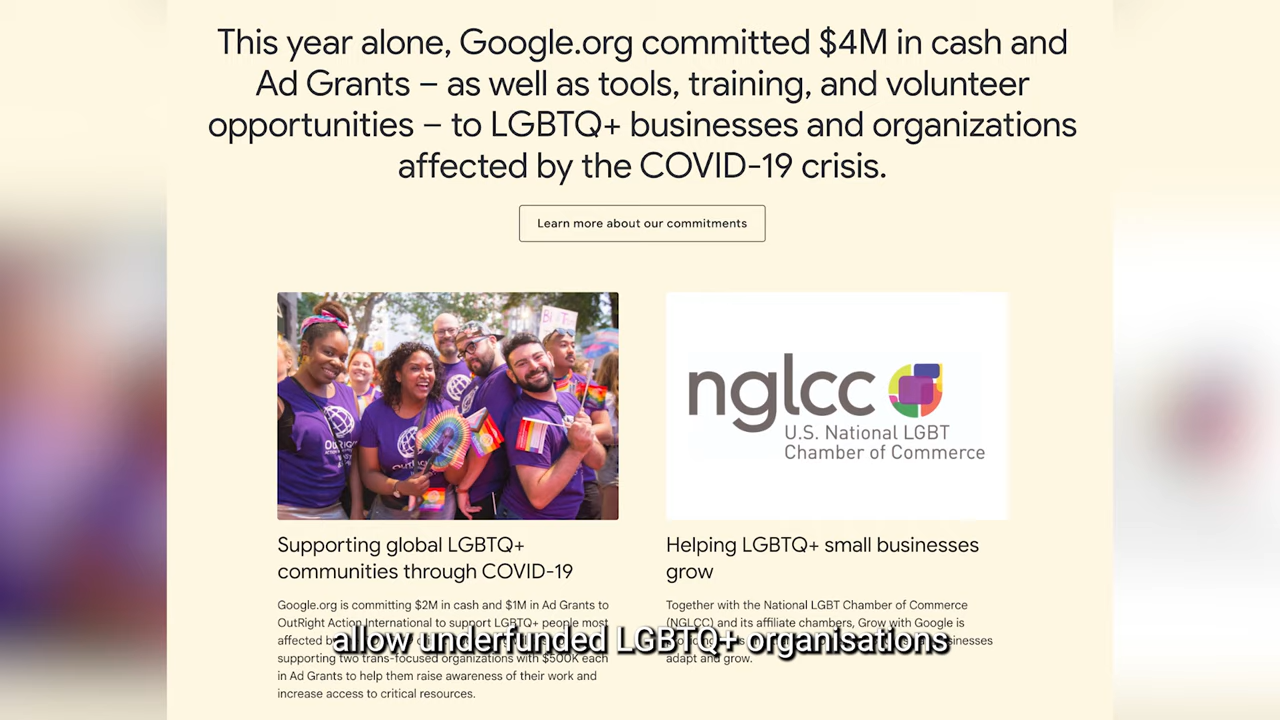 This year alone, Google.org committed $4M in cash and
Ad Grants – as well as tools, training, and volunteer
opportunities – to LGBTQ+ businesses and organizations
affected by the COVID-19 crisis.
Learn more about our commitments
nglcc
U.S. National LGBT
Chamber of Commerce
Supporting global LGBTQ+
communities through COVID-19
Helping LGBTQ+ small businesses
grow
Google.org is committing $2M in cash and $1M in Ad Grants to
OutRight Action International to support LGBTQ+ people most
affected by
supporting two trans-focused organizations with $500K each
in Ad Grants to help them raise awareness of their work and
increase access to critical resources.
Together with the National LGBT Chamber of Commerce
(NGLCC) and its affiliate chambers, Grow with Google is
adapt and grow.
allow underfunded LGBTQ+ organisations